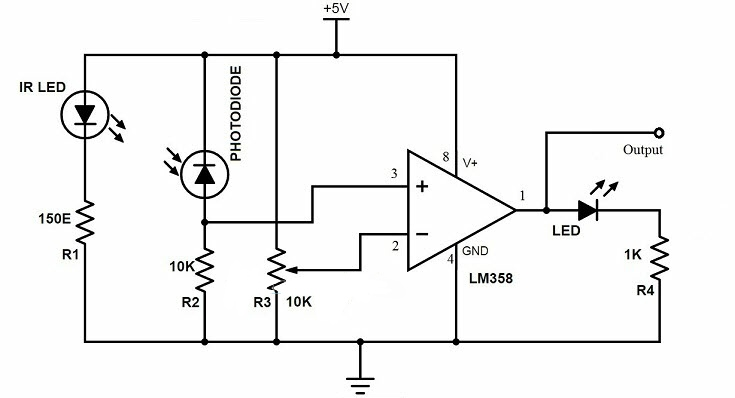 +5V
IR LED
PHOTODIODE
8
V+
3
+
Output
1
150E
R1
2
−
LED
GND
4
10K
R2
R3
10K
LM358
1K
R4